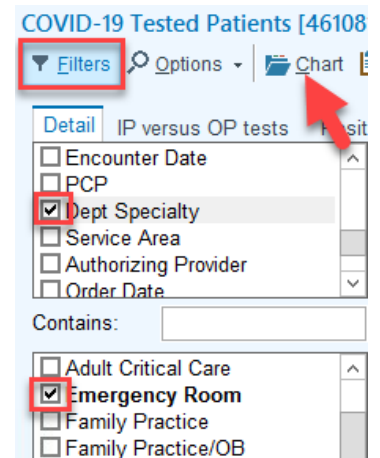 COVID-19 Tested Patients [46108
Filters Options Chart
Detail IP versus OP tests
Encounter Date
PCP
Dept Specialty
Service Area
Authorizing Provider
Order Date
Contains:
Adult Critical Care
Emergency Room
Family Practice
Family Practice/OB